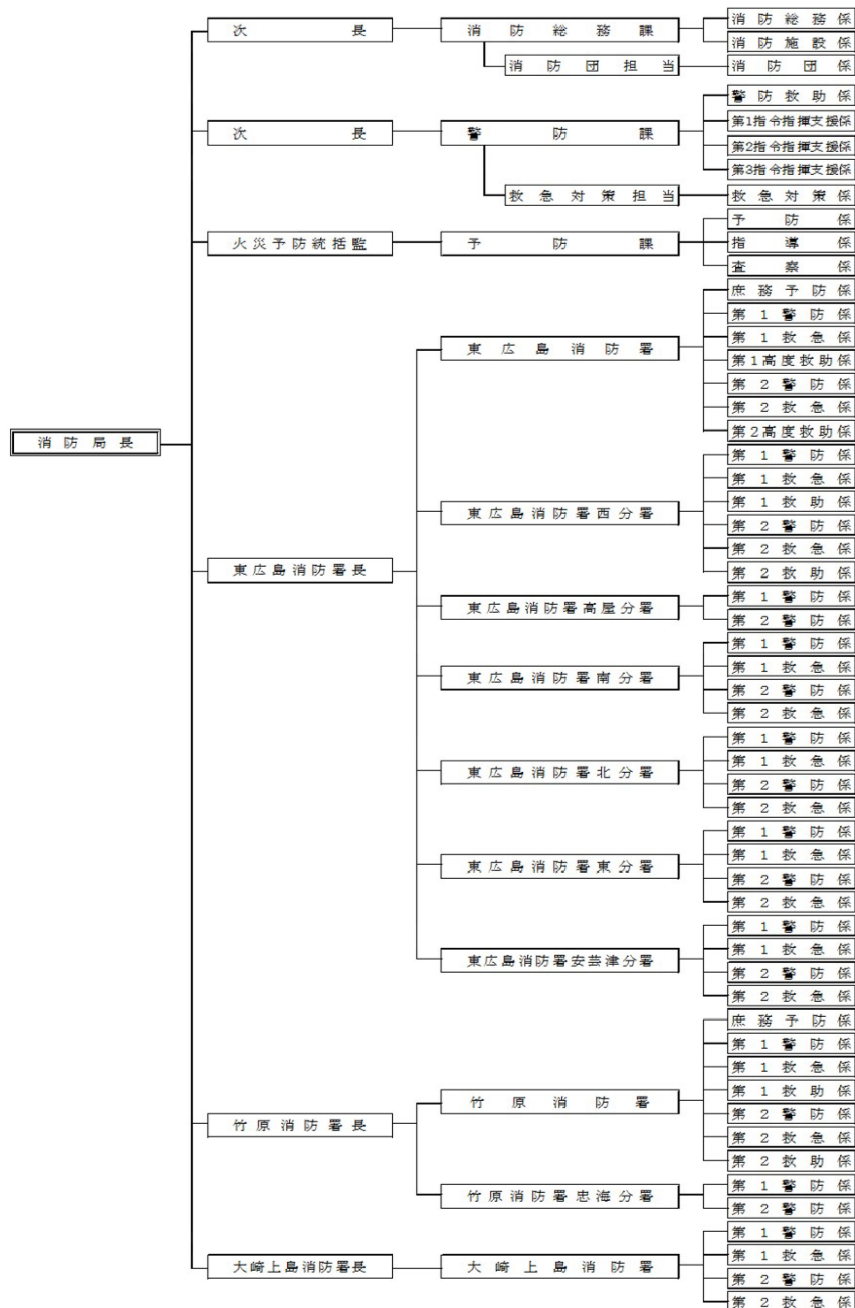 消防局長
次長
消防総務課
消防総務係
消防施設係
消防団担当
消防団係
次長
警防課
警防救助係
第1指令指揮支援係
第2指令指揮支援係
第3指令指揮支援係
救急対策担当
救急対策係
火災予防統括監
予防課
予防係
指導係
査察係
東広島消防署長
東広島消防署
庶務予防係
第1警防係
第1救急係
第1高度救助係
第2警防係
第2救急係
第2高度救助係
東広島消防署西分署
第1警防係
第1救急係
第1救助係
第2警防係
第2救急係
第2救助係
東広島消防署高屋分署
第1警防係
第2警防係
東広島消防署南分署
第1警防係
第1救急係
第2警防係
第2救急係
東広島消防署北分署
第1警防係
第1救急係
第2警防係
第2救急係
東広島消防署東分署
第1警防係
第1救急係
第2警防係
第2救急係
東広島消防署安芸津分署
第1警防係
第1救急係
第2警防係
第2救急係
竹原消防署長
竹原消防署
庶務予防係
第1警防係
第1救急係
第1救助係
第2警防係
第2救急係
第2救助係
竹原消防署忠海分署
第1警防係
第2警防係
大崎上島消防署長
大崎上島消防署
第1警防係
第1救急係
第2警防係
第2救急係